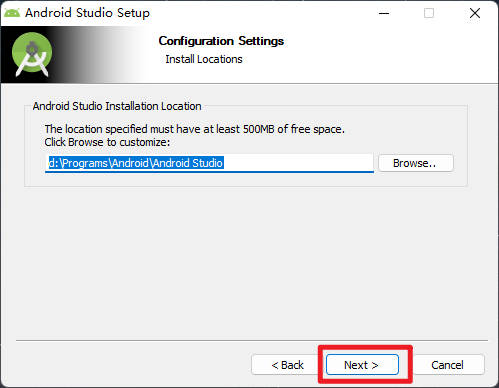 Android Studio Setup
Configuration Settings
Install Locations
Android Studio Installation Location
The location specified must have at least 500MB of free space.
Click Browse to customize:
d:\Programs\Android\Android Studio
Browse..
< Back
Next >
Cancel